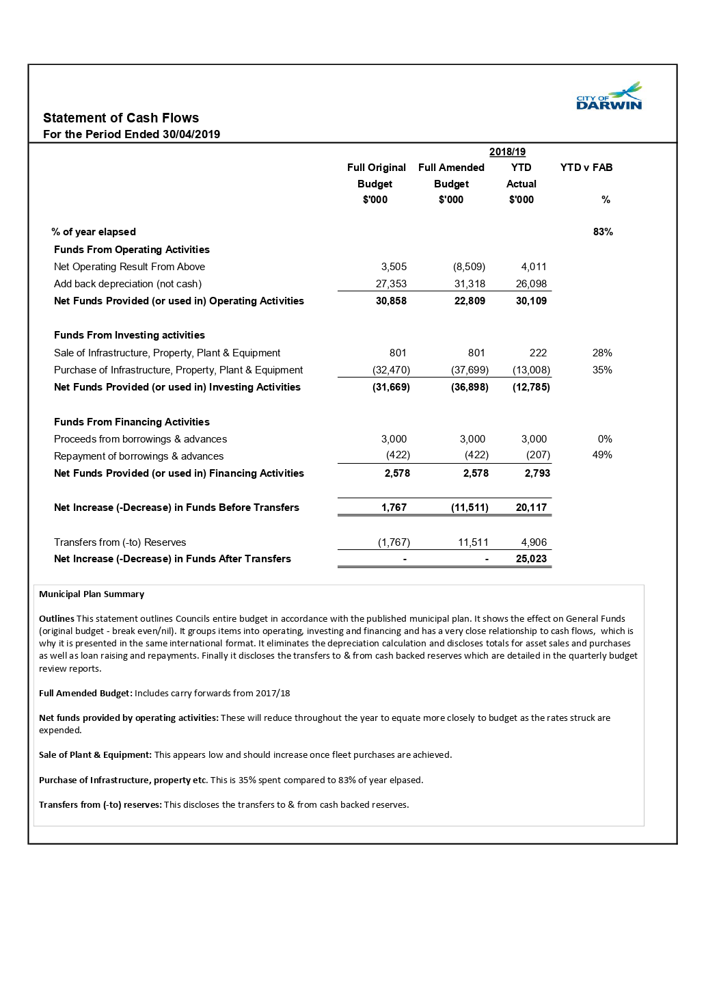 CITY OF
DARWIN
Statement of Cash Flows
For the Period Ended 30/04/2019
2018/19
Full Original Full Amended YTD YTD v FAB
Budget Budget Actual
$'000 $'000 $'000 %
% of year elapsed 83%
Funds From Operating Activities
Net Operating Result From Above 3,505 (8,509) 4,011
Add back depreciation (not cash) 27,353 31,318 26,098
Net Funds Provided (or used in) Operating Activities 30,858 22,809 30,109
Funds From Investing activities
Sale of Infrastructure, Property, Plant & Equipment 801 801 222 28%
Purchase of Infrastructure, Property, Plant & Equipment (32,470) (37,699) (13,008) 35%
Net Funds Provided (or used in) Investing Activities (31,669) (36,898) (12,785)
Funds From Financing Activities
Proceeds from borrowings & advances 3,000 3,000 3,000 0%
Repayment of borrowings & advances (422) (422) (207) 49%
Net Funds Provided (or used in) Financing Activities 2,578 2,578 2,793
Net Increase (-Decrease) in Funds Before Transfers 1,767 (11,511) 20,117
Transfers from (-to) Reserves (1,767) 11,511 4,906
Net Increase (-Decrease) in Funds After Transfers - - 25,023
Municipal Plan Summary
Outlines This statement outlines Councils entire budget in accordance with the published municipal plan. It shows the effect on General Funds
(original budget - break even/nil). It groups items into operating, investing and financing and has a very close relationship to cash flows, which is
why it is presented in the same international format. It eliminates the depreciation calculation and discloses totals for asset sales and purchases
as well as loan raising and repayments. Finally it discloses the transfers to & from cash backed reserves which are detailed in the quarterly budget
review reports.
Full Amended Budget: Includes carry forwards from 2017/18
Net funds provided by operating activities: These will reduce throughout the year to equate more closely to budget as the rates struck are
expended.
Sale of Plant & Equipment: This appears low and should increase once fleet purchases are achieved.
Purchase of Infrastructure, property etc. This is 35% spent compared to 83% of year elpased.
Transfers from (-to) reserves: This discloses the transfers to & from cash backed reserves.